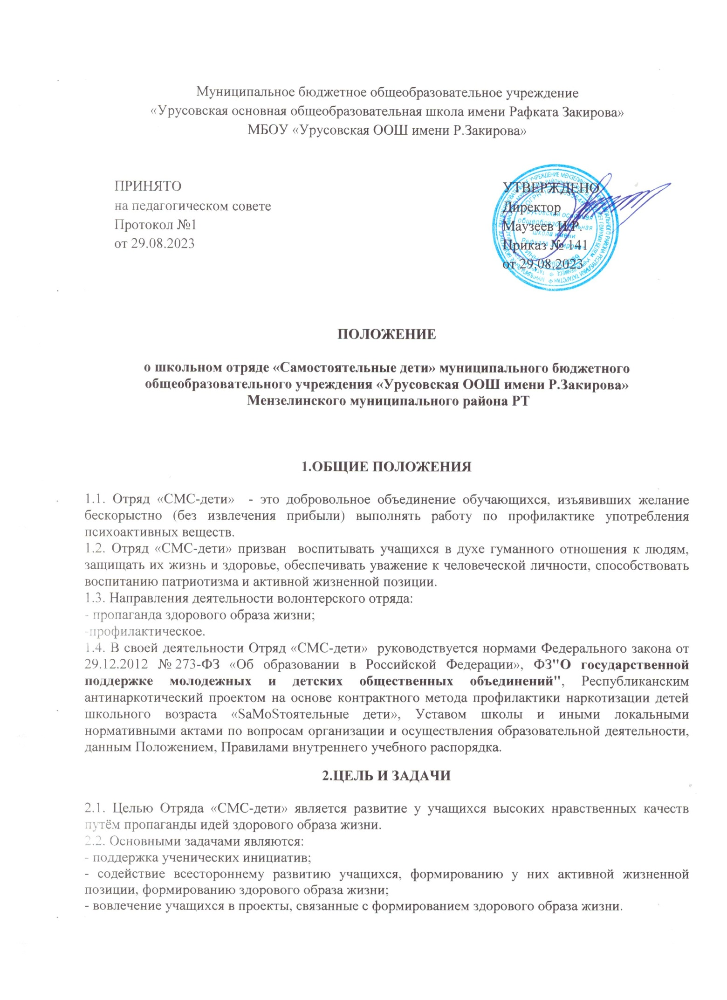 Муниципальное бюджетное общеобразовательное учреждение
«Урусовская основная общеобразовательная школа имени Рафката Закирова»
МБОУ «Урусовская ООШ имени Р.Закирова»
ПРИНЯТО
на педагогическом совете
Протокол №1
от 29.08.2023
УТВЕРЖДЕНО
Директор
Маузеев И.Р.
Приказ № 141
от 29.08.2023
Урусовская основная
общеобразовательная
школа имени
Рафката Закирова
ПОЛОЖЕНИЕ
о школьном отряде «Самостоятельные дети» муниципального бюджетного
общеобразовательного учреждения «Урусовская ООШ имени Р.Закирова»
Мензелинского муниципального района РТ
1.ОБЩИЕ ПОЛОЖЕНИЯ
1.1. Отряд «СМС-дети» - это добровольное объединение обучающихся, изъявивших желание
бескорыстно (без извлечения прибыли) выполнять работу по профилактике употребления
психоактивных веществ.
1.2. Отряд «СМС-дети» призван воспитывать учащихся в духе гуманного отношения к людям,
защищать их жизнь и здоровье, обеспечивать уважение к человеческой личности, способствовать
воспитанию патриотизма и активной жизненной позиции.
1.3. Направления деятельности волонтерского отряда:
- пропаганда здорового образа жизни;
-профилактическое.
1.4. В своей деятельности Отряд «СМС-дети» руководствуется нормами Федерального закона от
29.12.2012 № 273-ФЗ «Об образовании в Российской Федерации», ФЗ"О государственной
поддержке молодежных и детских общественных объединений", Республиканским
антинаркотический проектом на основе контрактного метода профилактики наркотизации детей
школьного возраста «SaMoSтоятельные дети», Уставом школы и иными локальными
нормативными актами по вопросам организации и осуществления образовательной деятельности,
данным Положением, Правилами внутреннего учебного распорядка.
2.ЦЕЛЬ И ЗАДАЧИ
2.1. Целью Отряда «СМС-дети» является развитие у учащихся высоких нравственных качеств
путём пропаганды идей здорового образа жизни.
2.2. Основными задачами являются:
- поддержка ученических инициатив;
- содействие всестороннему развитию учащихся, формированию у них активной жизненной
позиции, формированию здорового образа жизни;
- вовлечение учащихся в проекты, связанные с формированием здорового образа жизни.